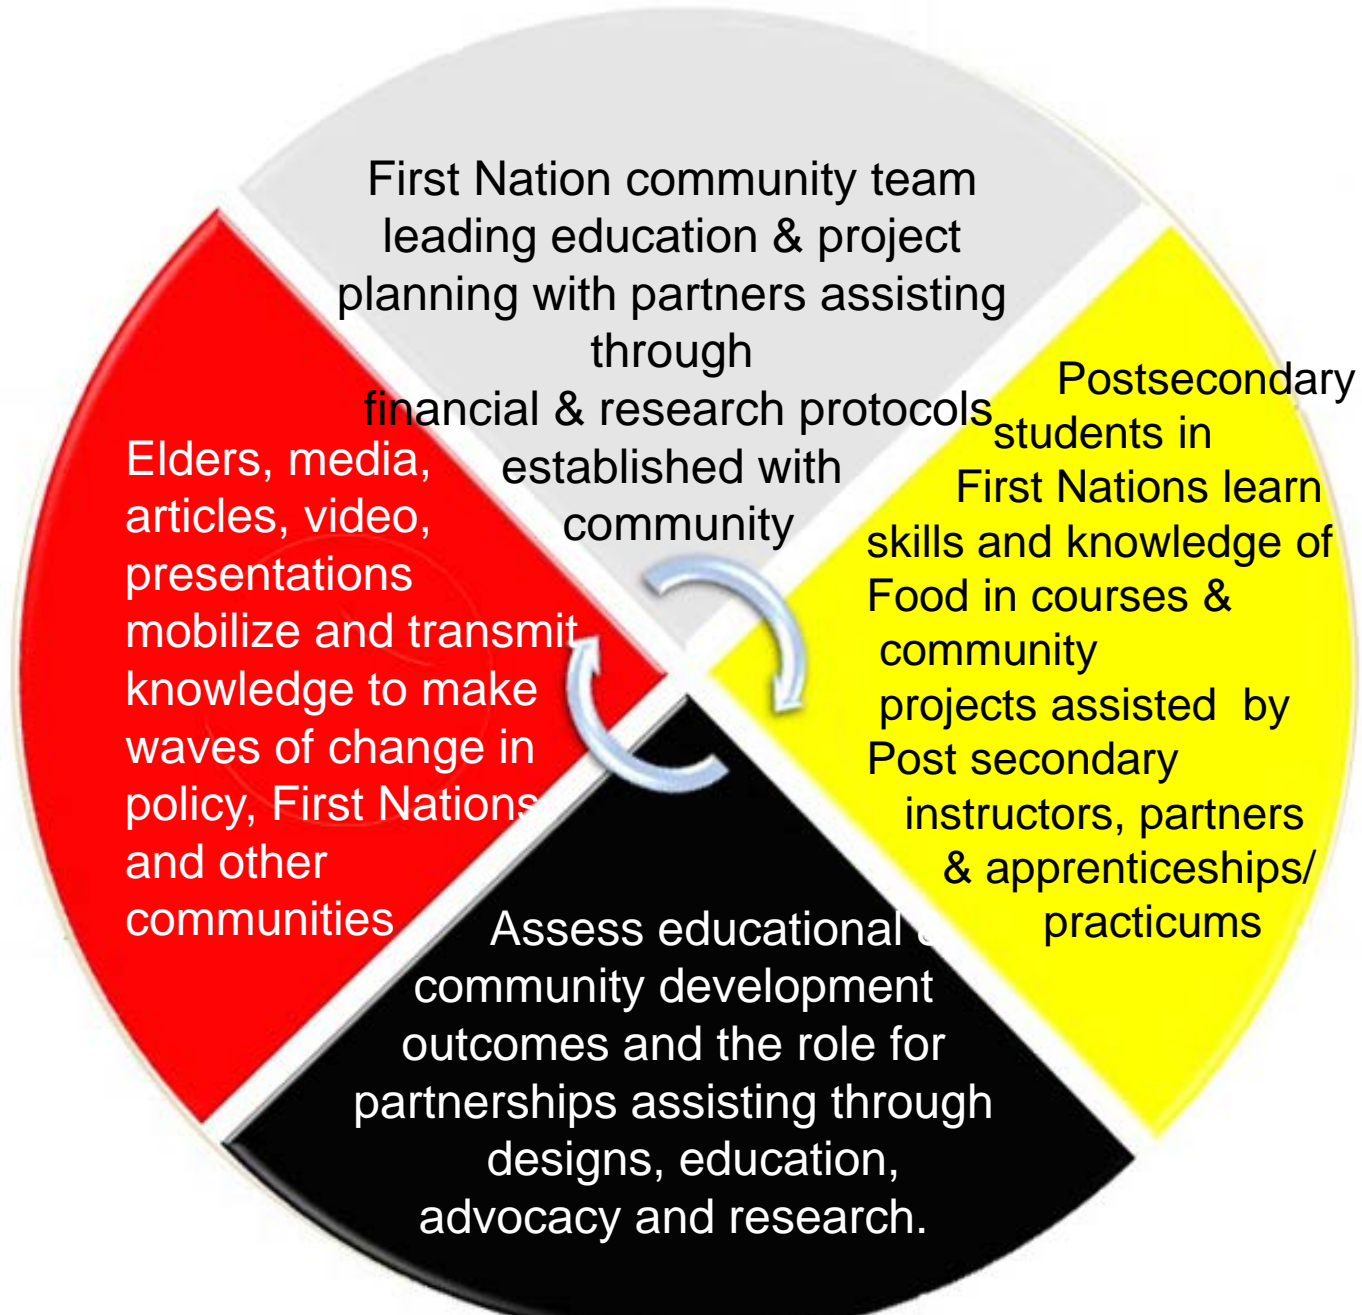 First Nation community team
leading education & project
planning with partners assisting
through
financial & research protocols
established with
community
Postsecondary
students in
First Nations learn
skills and knowledge of
Food in courses &
community
projects assisted by
Post secondary
instructors, partners
& apprenticeships/
practicums
Assess educational
community development
outcomes and the role for
partnerships assisting through
designs, education,
advocacy and research.
Elders, media,
articles, video,
presentations
mobilize and transmit
knowledge to make
waves of change in
policy, First Nations
and other
communities